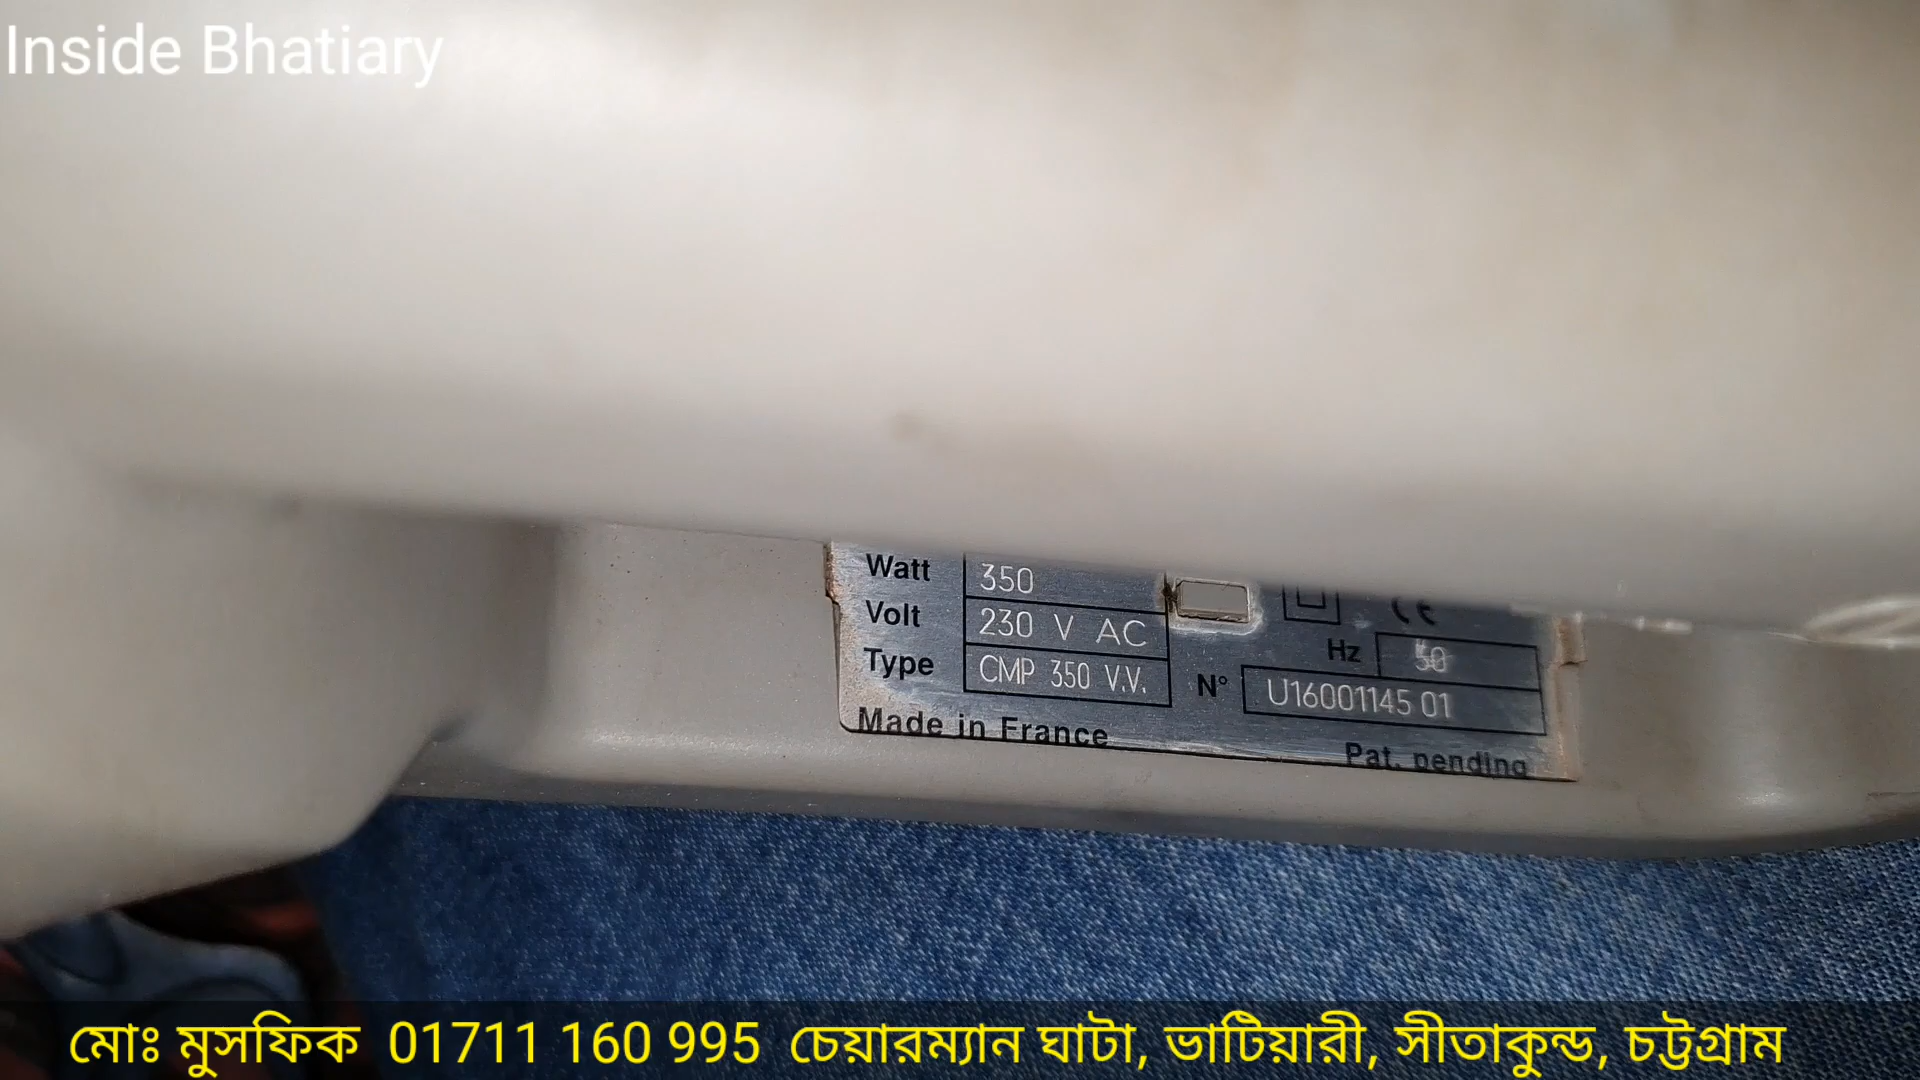 Inside Bhatiary
Watt 350
Volt 230 V AC
CE
Hz 50
Type CMP 350 V.V.
N° U16001145 01
Made in France
Pat. pending
মোঃ মুসফিক 01711 160 995 চেয়ারম্যান ঘাটা, ভাটিয়ারী, সীতাকুন্ড, চট্টগ্রাম